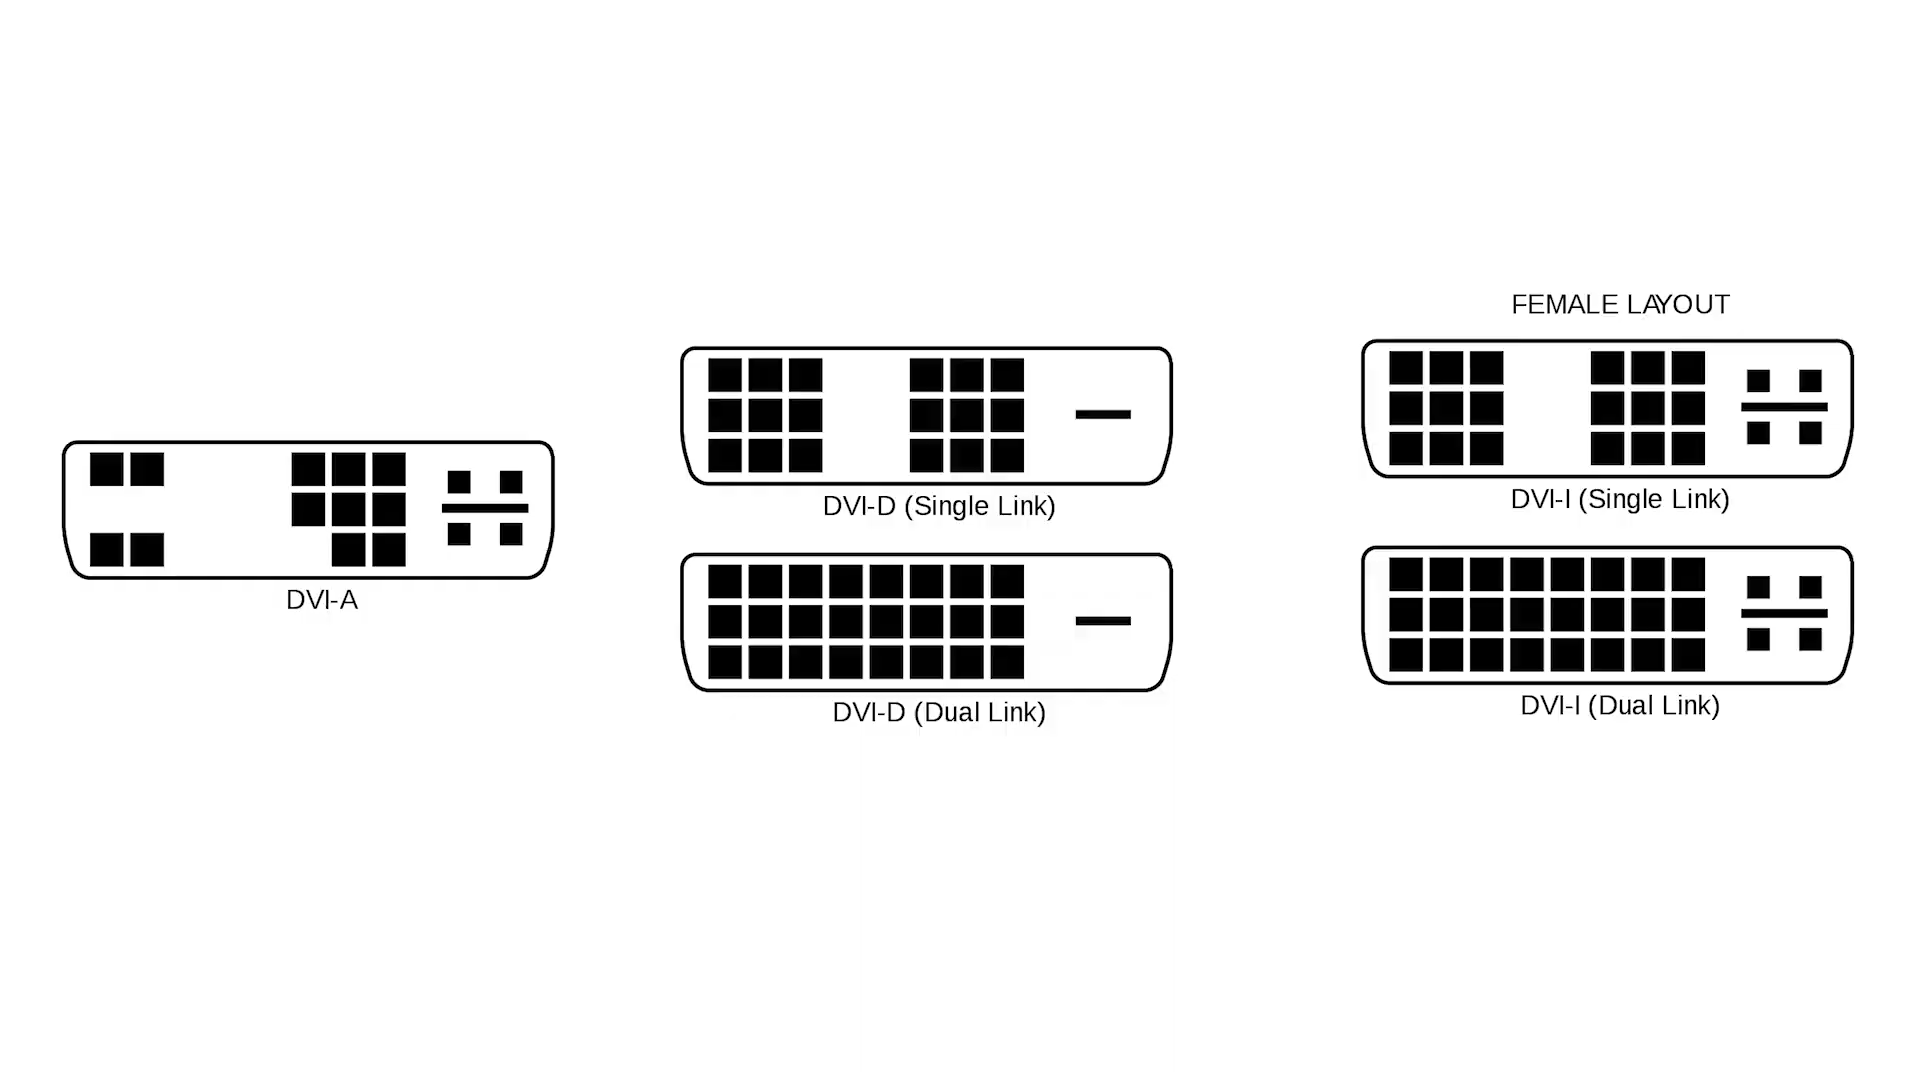 DVI-A
DVI-D (Single Link)
DVI-D (Dual Link)
FEMALE LAYOUT
DVI-I (Single Link)
DVI-I (Dual Link)